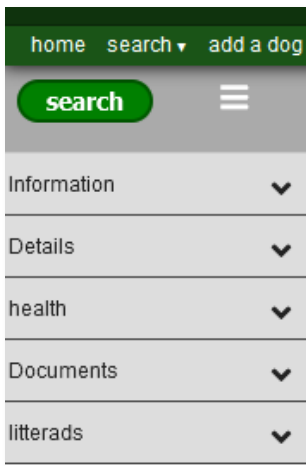 home search ▾ add a dog
search
Information
Details
health
Documents
litterads